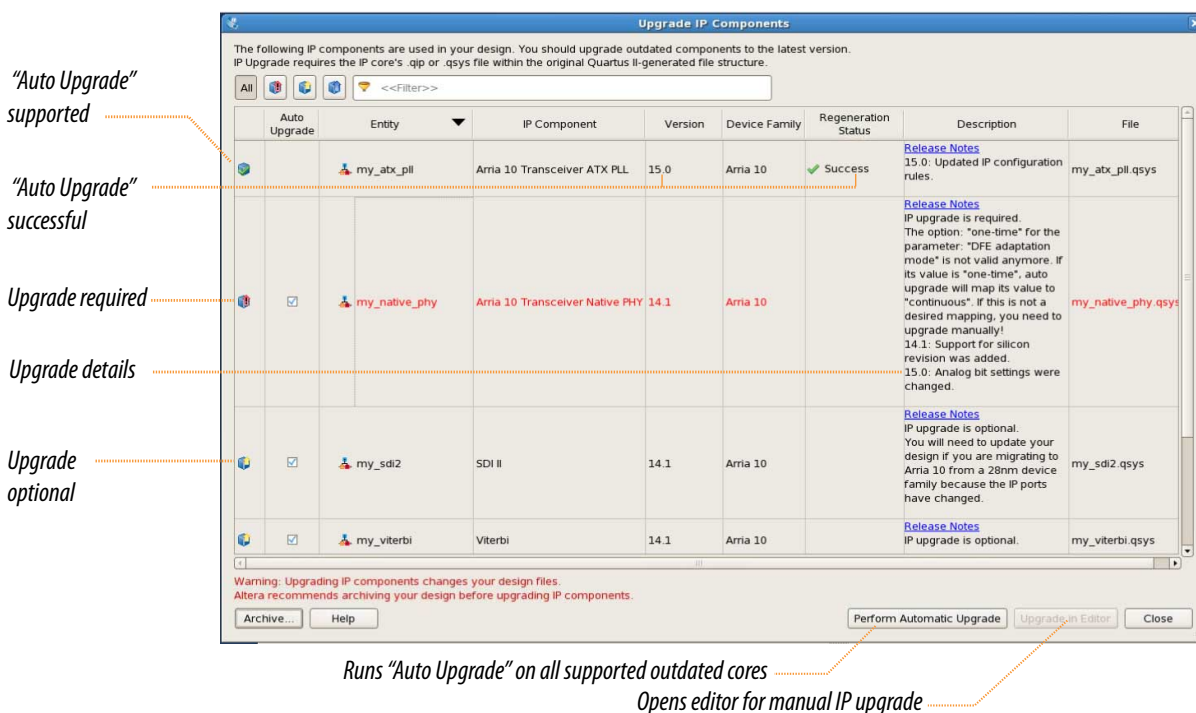 Upgrade IP Components
The following IP components are used in your design. You should upgrade outdated components to the latest version.
IP Upgrade requires the IP core's .qip or .qsys file within the original Quartus II-generated file structure.
All
<<Filter>>
Auto
Upgrade
Entity
IP Component
Version
Device Family
Regeneration
Status
Description
File
“Auto Upgrade”
supported
my_atx_pll
Arria 10 Transceiver ATX PLL
15.0
Arria 10
Success
Release Notes
15.0: Updated IP configuration
rules.
my_atx_pll.qsys
“Auto Upgrade”
successful
Upgrade required
my_native_phy
Arria 10 Transceiver Native PHY
14.1
Arria 10
Release Notes
IP upgrade is required.
The option: "one-time" for the
parameter: "DFE adaptation
mode" is not valid anymore. If
its value is "one-time", auto
upgrade will map its value to
"continuous". If this is not a
desired mapping, you need to
upgrade manually!
14.1: Support for silicon
revision was added.
15.0: Analog bit settings were
changed.
my_native_phy.qsys
Upgrade details
Upgrade
optional
my_sdi2
SDI II
14.1
Arria 10
Release Notes
IP upgrade is optional.
You will need to update your
design if you are migrating to
Arria 10 from a 28nm device
family because the IP ports
have changed.
my_sdi2.qsys
my_viterbi
Viterbi
14.1
Arria 10
Release Notes
IP upgrade is optional.
my_viterbi.qsys
Warning: Upgrading IP components changes your design files.
Altera recommends archiving your design before upgrading IP components.
Archive...
Help
Perform Automatic Upgrade
Upgrade in Editor
Close
Runs “Auto Upgrade” on all supported outdated cores
Opens editor for manual IP upgrade